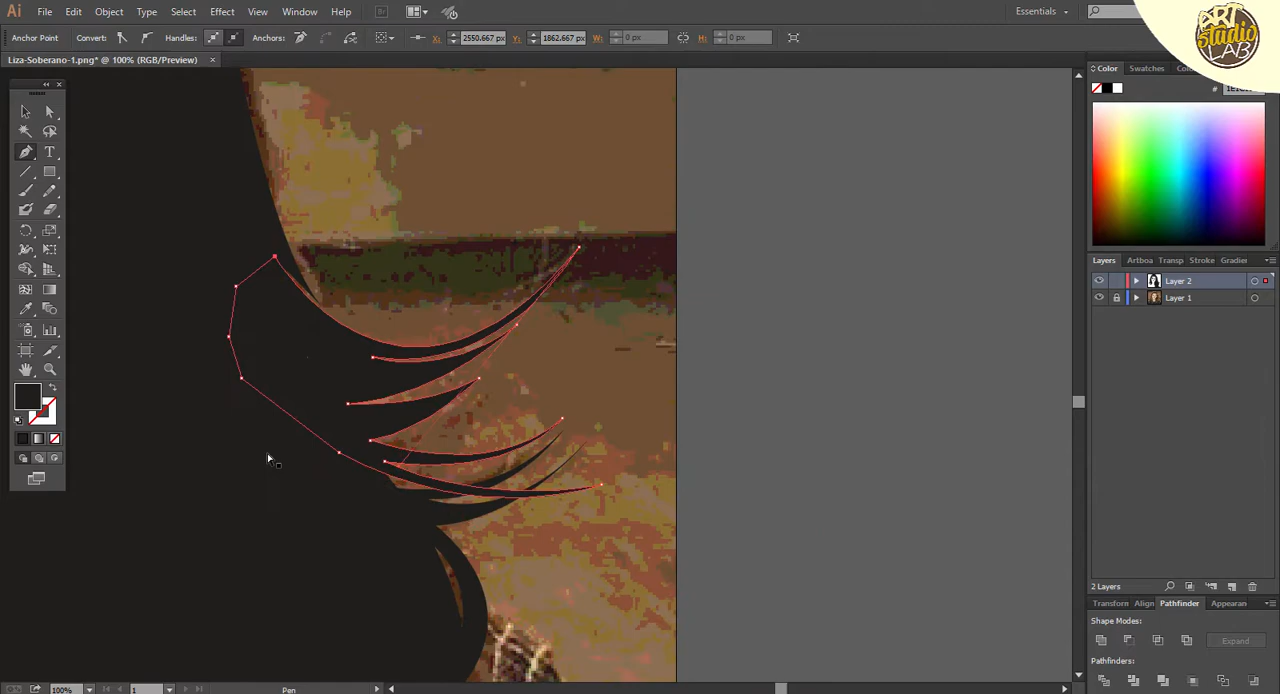 Ai File Edit Object Type Select Effect View Window Help Br Essentials
Anchor Point Convert: Handles: Anchors: X: 2550.667 px Y: 1862.667 px W: 0 px H: 0 px
ART
studio
LAB
Liza-Soberano-1.png* @ 100% (RGB/Preview)
Color Swatches
#
T
Layers Artboa Transp Stroke Gradier
Layer 2
Layer 1
2 Layers
Transform Align Pathfinder Appearan
Shape Modes:
Expand
Pathfinders:
100% 1 Pen